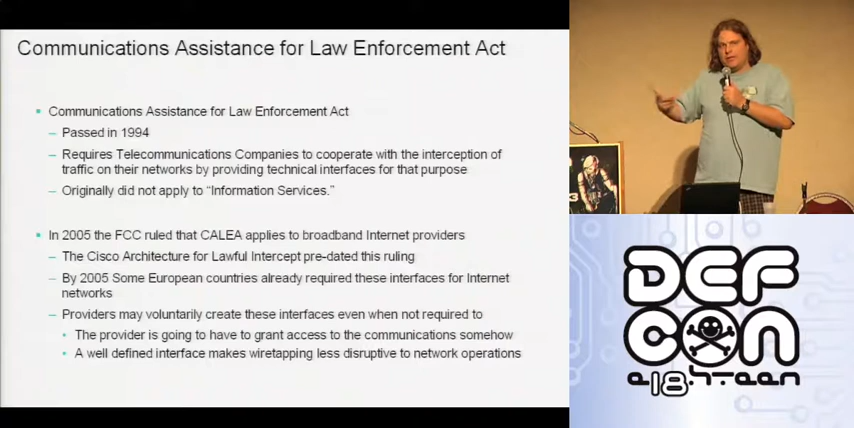 Communications Assistance for Law Enforcement Act
▪ Communications Assistance for Law Enforcement Act
– Passed in 1994
– Requires Telecommunications Companies to cooperate with the interception of
traffic on their networks by providing technical interfaces for that purpose
– Originally did not apply to “Information Services.”
▪ In 2005 the FCC ruled that CALEA applies to broadband Internet providers
– The Cisco Architecture for Lawful Intercept pre-dated this ruling
– By 2005 Some European countries already required these interfaces for Internet
networks
– Providers may voluntarily create these interfaces even when not required to
▪ The provider is going to have to grant access to the communications somehow
▪ A well defined interface makes wiretapping less disruptive to network operations
DEF
CON
e18.h-teen